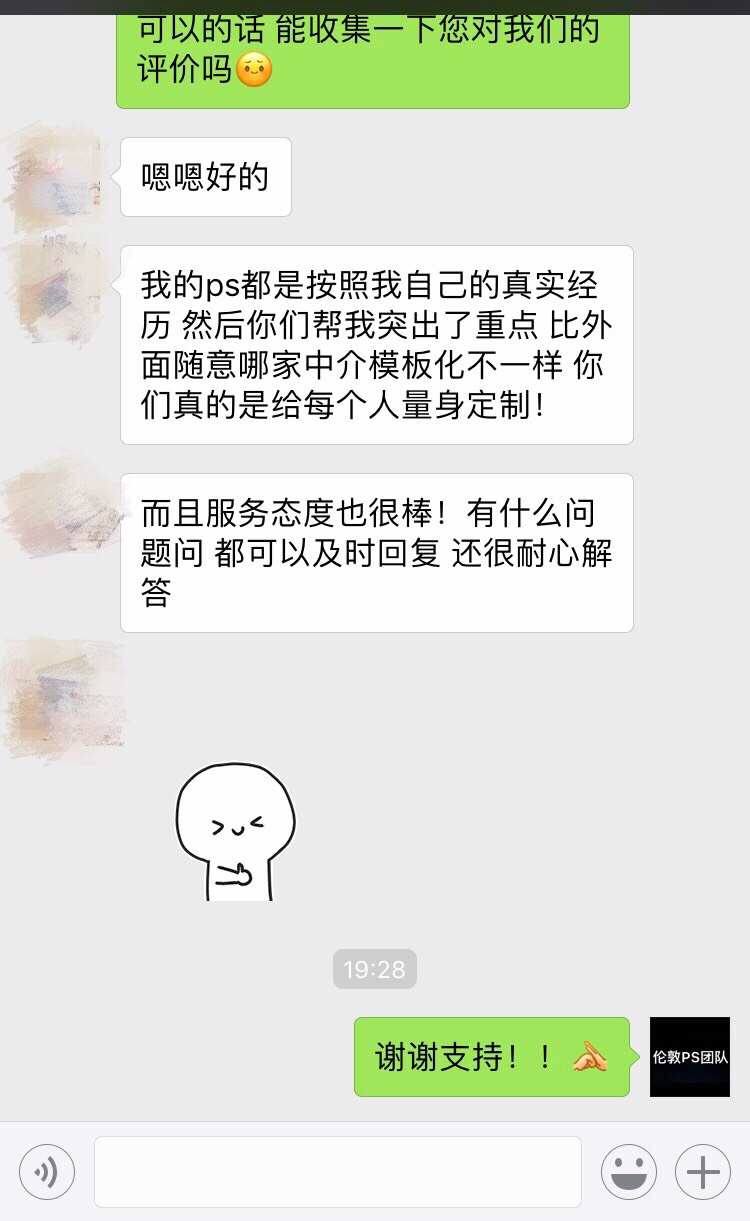 可以的话 能收集一下您对我们的
评价吗
嗯嗯好的
我的ps都是按照我自己的真实经
历 然后你们帮我突出了重点 比外
面随意哪家中介模板化不一样 你
们真的是给每个人量身定制！
而且服务态度也很棒！有什么问
题问 都可以及时回复 还很耐心解
答
19:28
谢谢支持！！
伦敦PS团队